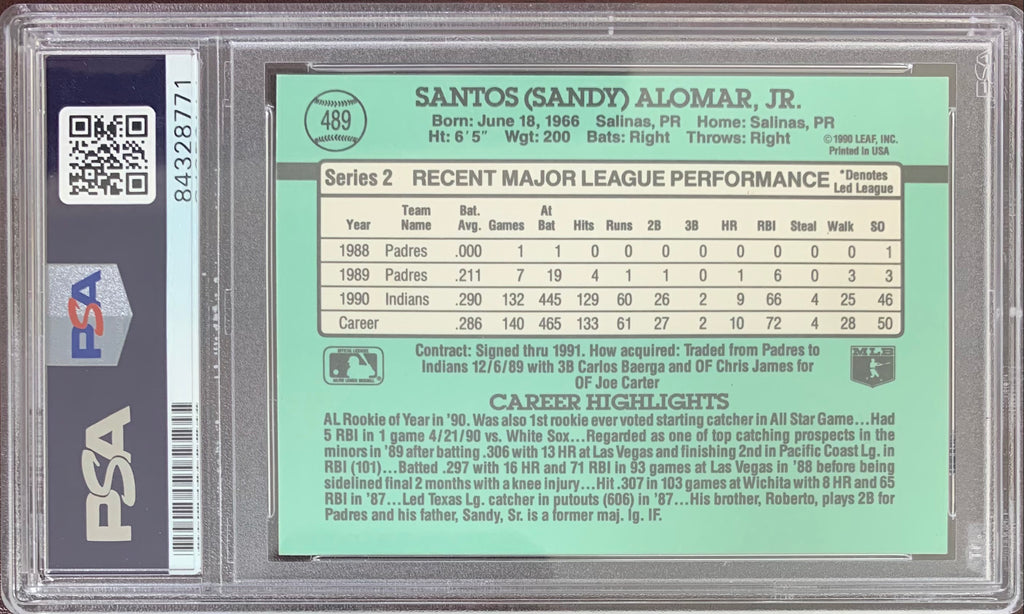 84328771
PSA
PSA
489
SANTOS (SANDY) ALOMAR, JR.
Born: June 18, 1966 Salinas, PR Home: Salinas, PR
Ht: 6'5" Wgt: 200 Bats: Right Throws: Right
©1990 LEAF, INC.
Printed in USA
Series 2 RECENT MAJOR LEAGUE PERFORMANCE *Denotes Led League
Year Team Name Bat. Avg. Games At Bat Hits Runs 2B 3B HR RBI Steal Walk SO
1988 Padres .000 1 1 0 0 0 0 0 0 0 0 1
1989 Padres .211 7 19 4 1 1 0 1 6 0 3 3
1990 Indians .290 132 445 129 60 26 2 9 66 4 25 46
Career .286 140 465 133 61 27 2 10 72 4 28 50
Contract: Signed thru 1991. How acquired: Traded from Padres to
Indians 12/6/89 with 3B Carlos Baerga and OF Chris James for
OF Joe Carter
MLB
CAREER HIGHLIGHTS
AL Rookie of Year in '90. Was also 1st rookie ever voted starting catcher in All Star Game...Had
5 RBI in 1 game 4/21/90 vs. White Sox...Regarded as one of top catching prospects in the
minors in '89 after batting .306 with 13 HR at Las Vegas and finishing 2nd in Pacific Coast Lg. in
RBI (101)...Batted .297 with 16 HR and 71 RBI in 93 games at Las Vegas in '88 before being
sidelined final 2 months with a knee injury...Hit .307 in 103 games at Wichita with 8 HR and 65
RBI in '87...Led Texas Lg. catcher in putouts (606) in '87...His brother, Roberto, plays 2B for
Padres and his father, Sandy, Sr. is a former maj. lg. IF.